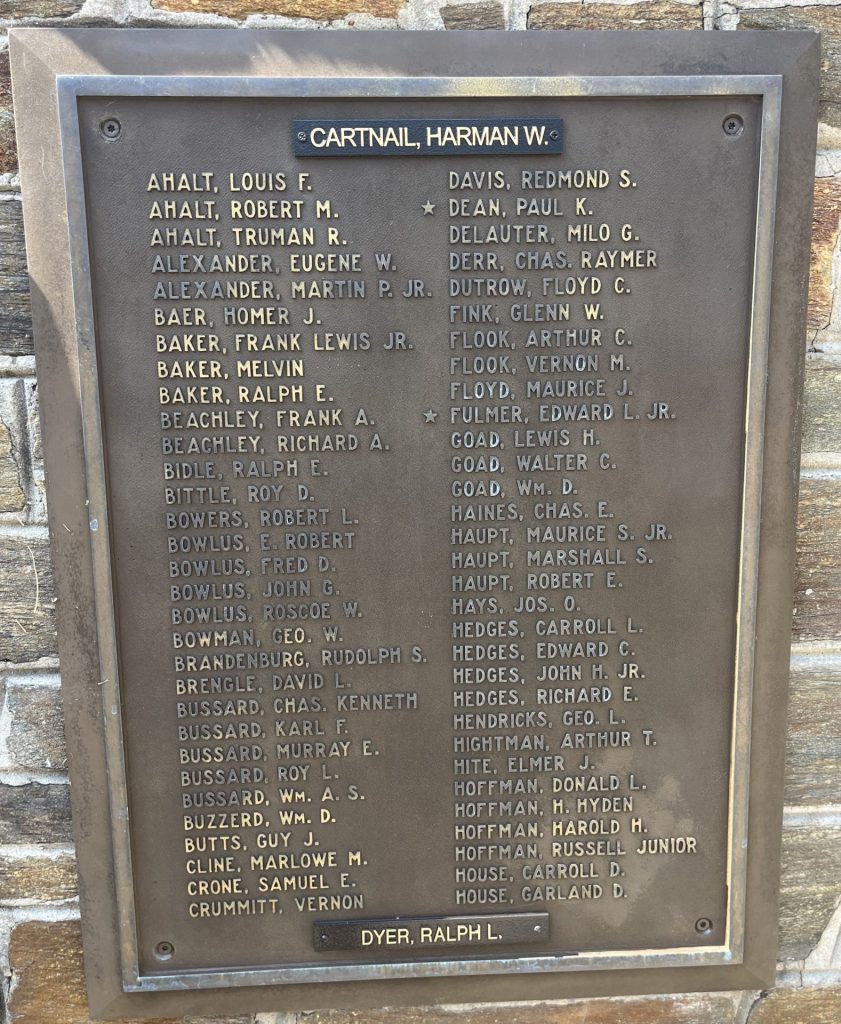 CARTNAIL, HARMAN W.
AHALT, LOUIS F.
AHALT, ROBERT M.
AHALT, TRUMAN R.
ALEXANDER, EUGENE W.
ALEXANDER, MARTIN P. JR.
BAER, HOMER J.
BAKER, FRANK LEWIS JR.
BAKER, MELVIN
BAKER, RALPH E.
BEACHLEY, FRANK A.
BEACHLEY, RICHARD A.
BIDLE, RALPH E.
BITTLE, ROY D.
BOWERS, ROBERT L.
BOWLUS, E. ROBERT
BOWLUS, FRED D.
BOWLUS, JOHN G.
BOWLUS, ROSCOE W.
BOWMAN, GEO. W.
BRANDENBURG, RUDOLPH S.
BRENGLE, DAVID L.
BUSSARD, CHAS. KENNETH
BUSSARD, KARL F.
BUSSARD, MURRAY E.
BUSSARD, ROY L.
BUSSARD, WM. A. S.
BUZZERD, WM. D.
BUTTS, GUY J.
CLINE, MARLOWE M.
CRONE, SAMUEL E.
CRUMMITT, VERNON
DAVIS, REDMOND S.
★ DEAN, PAUL K.
DELAUTER, MILO G.
DERR, CHAS. RAYMER
DUTROW, FLOYD C.
FINK, GLENN W.
FLOOK, ARTHUR C.
FLOOK, VERNON M.
FLOYD, MAURICE J.
★ FULMER, EDWARD L. JR.
GOAD, LEWIS H.
GOAD, WALTER C.
GOAD, WM. D.
HAINES, CHAS. E.
HAUPT, MAURICE S. JR.
HAUPT, MARSHALL S.
HAUPT, ROBERT E.
HAYS, JOS. O.
HEDGES, CARROLL L.
HEDGES, EDWARD C.
HEDGES, JOHN H. JR.
HEDGES, RICHARD E.
HENDRICKS, GEO. L.
HIGHTMAN, ARTHUR T.
HITE, ELMER J.
HOFFMAN, DONALD L.
HOFFMAN, H. HYDEN
HOFFMAN, HAROLD H.
HOFFMAN, RUSSELL JUNIOR
HOUSE, CARROLL D.
HOUSE, GARLAND D.
DYER, RALPH L.